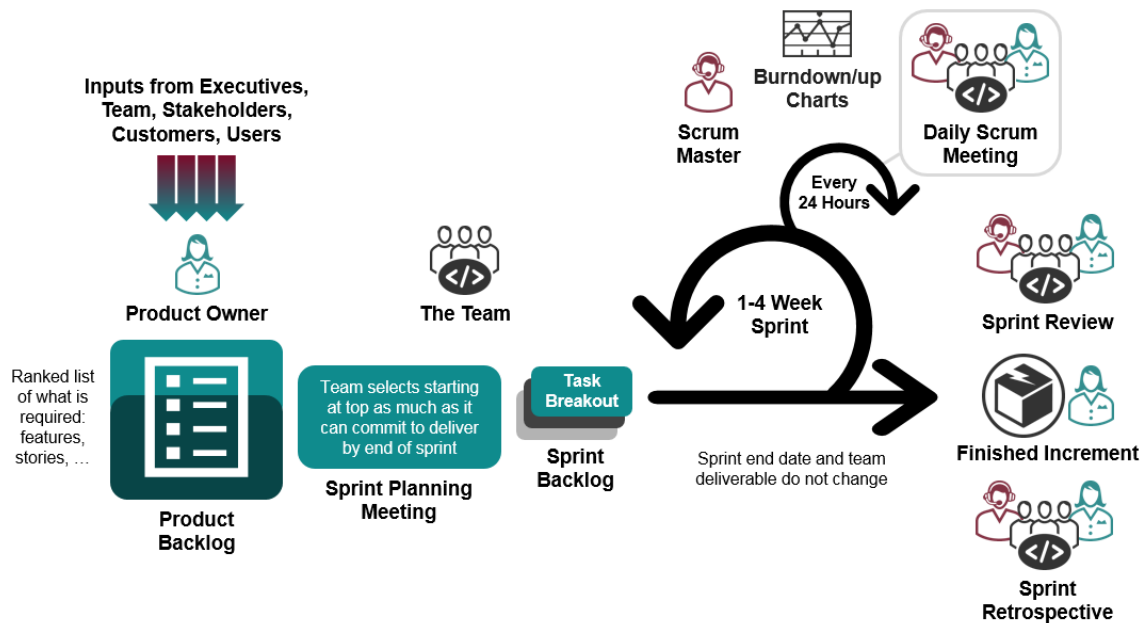 Inputs from Executives,
Team, Stakeholders,
Customers, Users
Product Owner
Ranked list
of what is
required:
features,
stories, …
Product
Backlog
The Team
Team selects starting
at top as much as it
can commit to deliver
by end of sprint
Sprint Planning
Meeting
Task
Breakout
Sprint
Backlog
Scrum
Master
Burndown/up
Charts
Daily Scrum
Meeting
Every
24 Hours
1-4 Week
Sprint
Sprint end date and team
deliverable do not change
Sprint Review
Finished Increment
Sprint
Retrospective